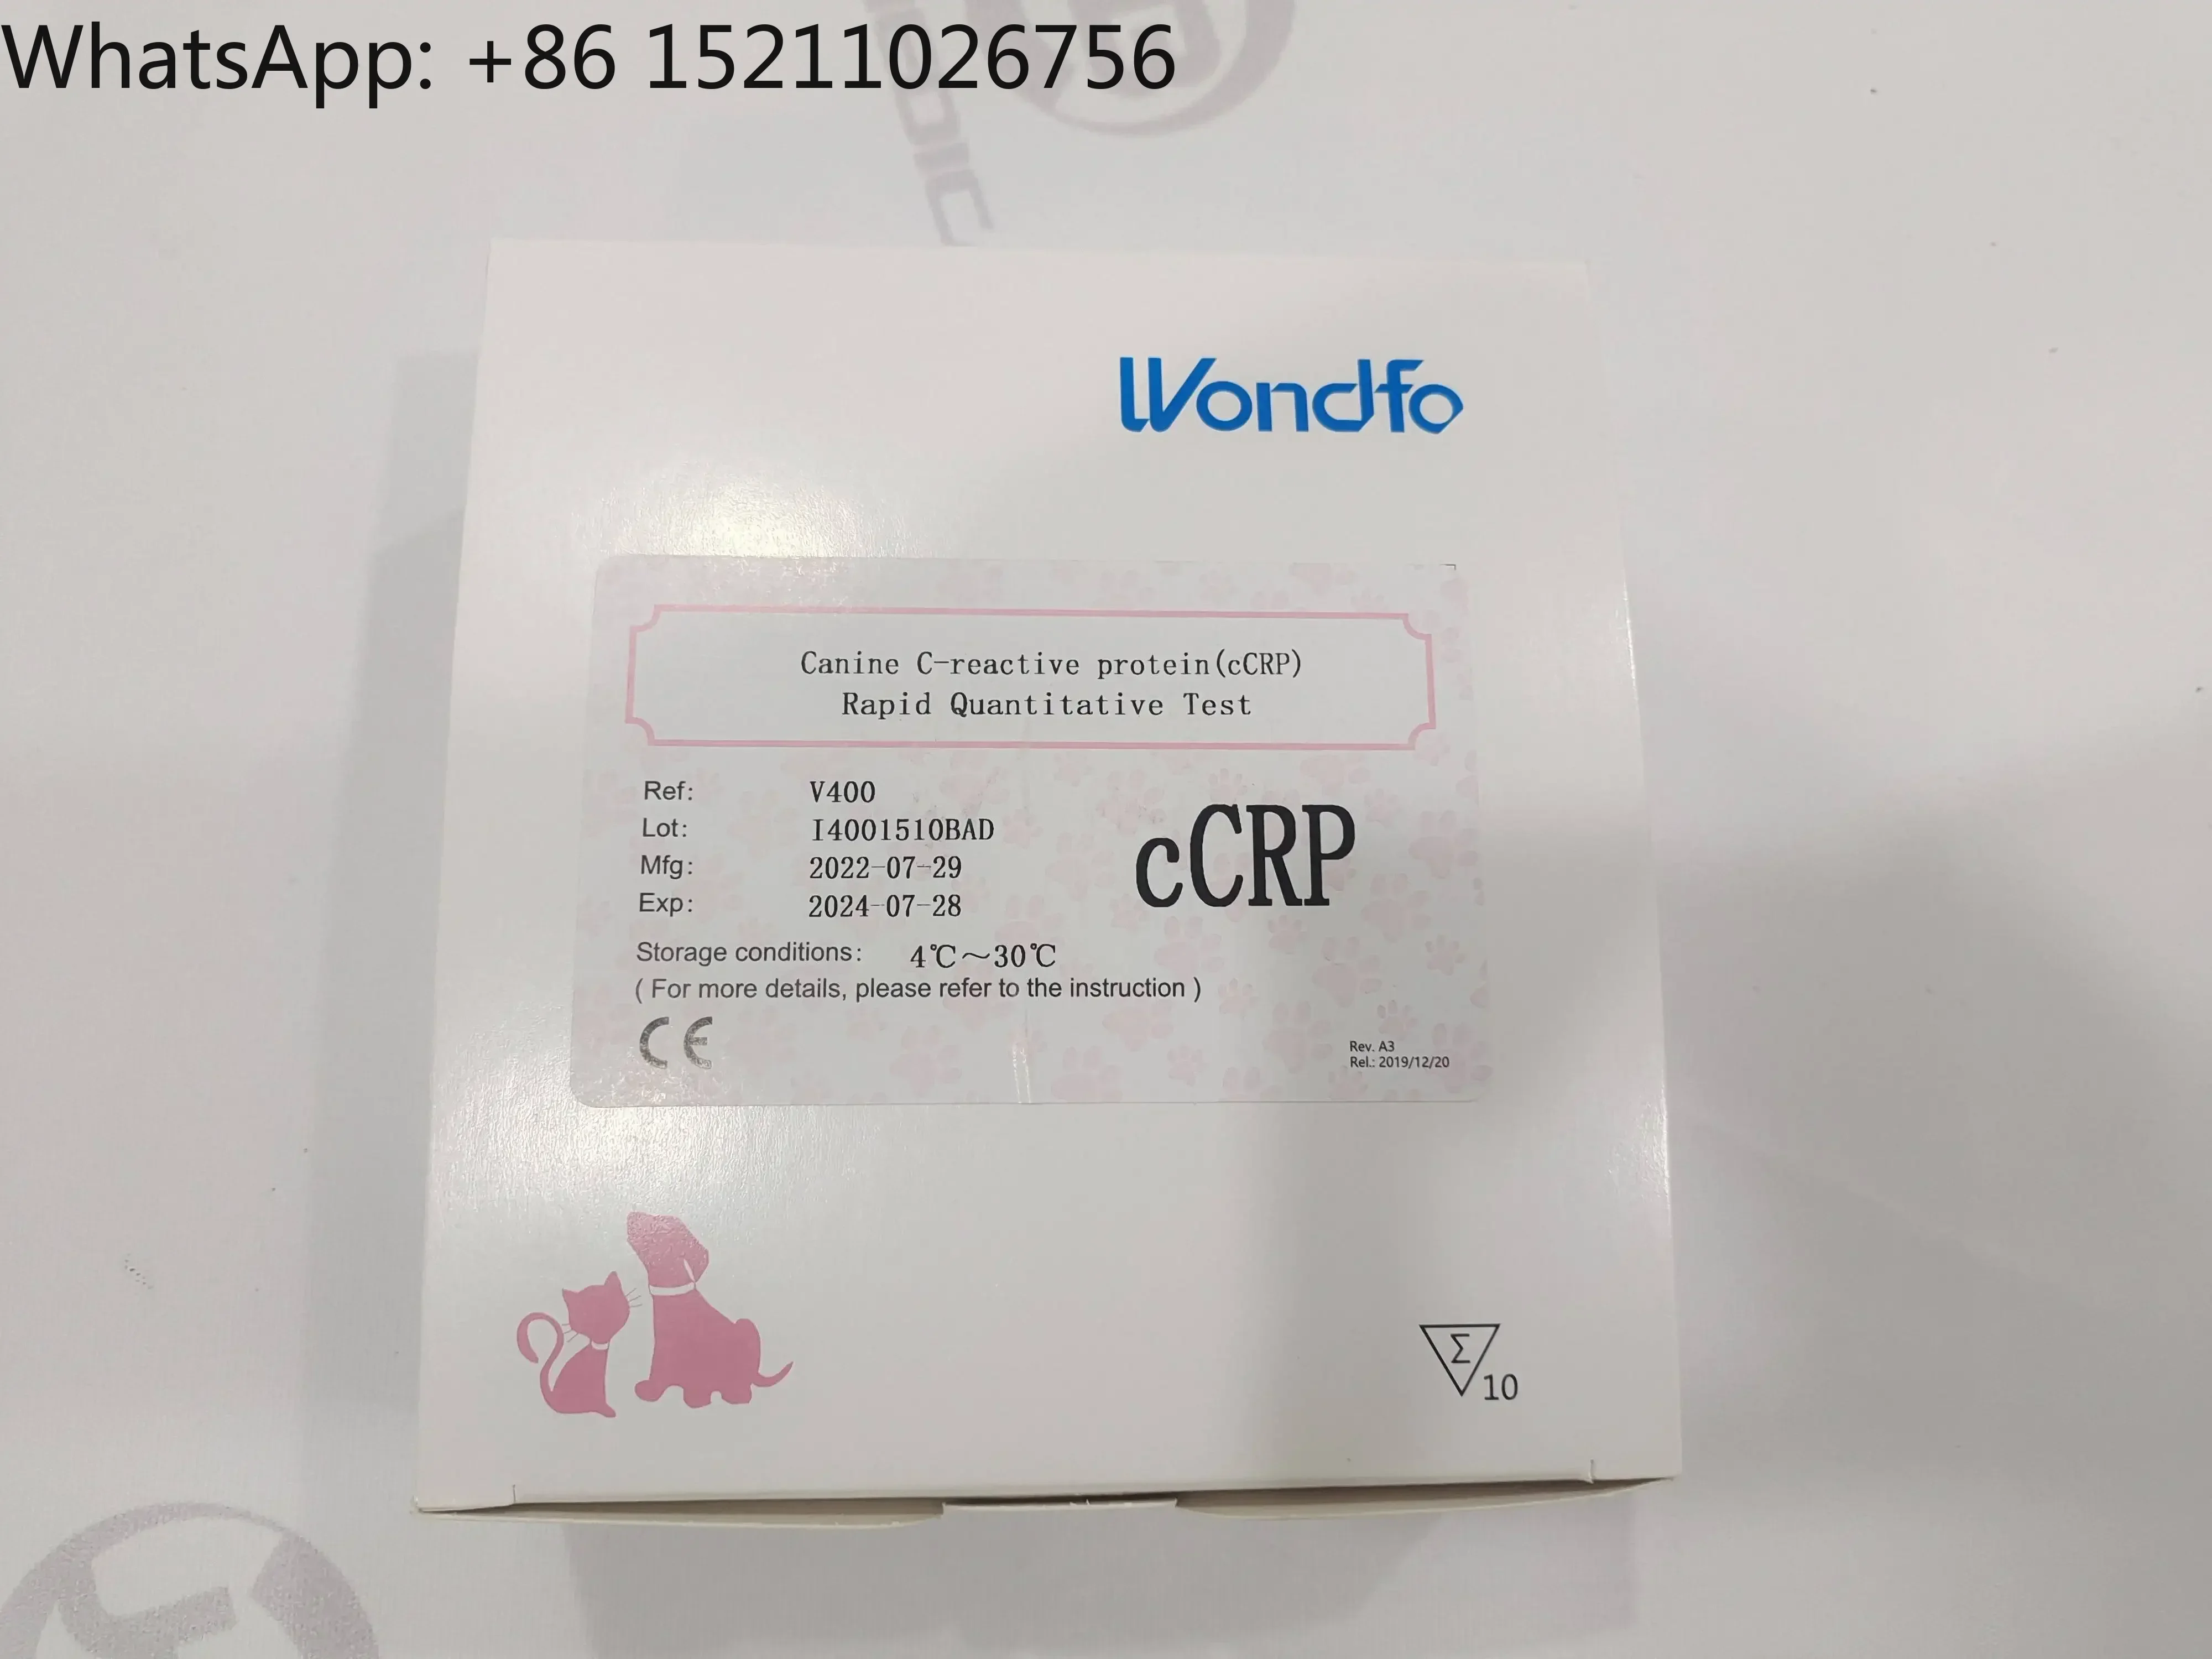 WhatsApp: +86 15211026756
Wondfo
Canine C-reactive protein(cCRP)
Rapid Quantitative Test
Ref: V400
Lot: I4001510BAD
Mfg: 2022-07-29
Exp: 2024-07-28
cCRP
Storage conditions: 4℃~30℃
( For more details, please refer to the instruction )
CE
Rev. A3
Rel.: 2019/12/20
Σ
10